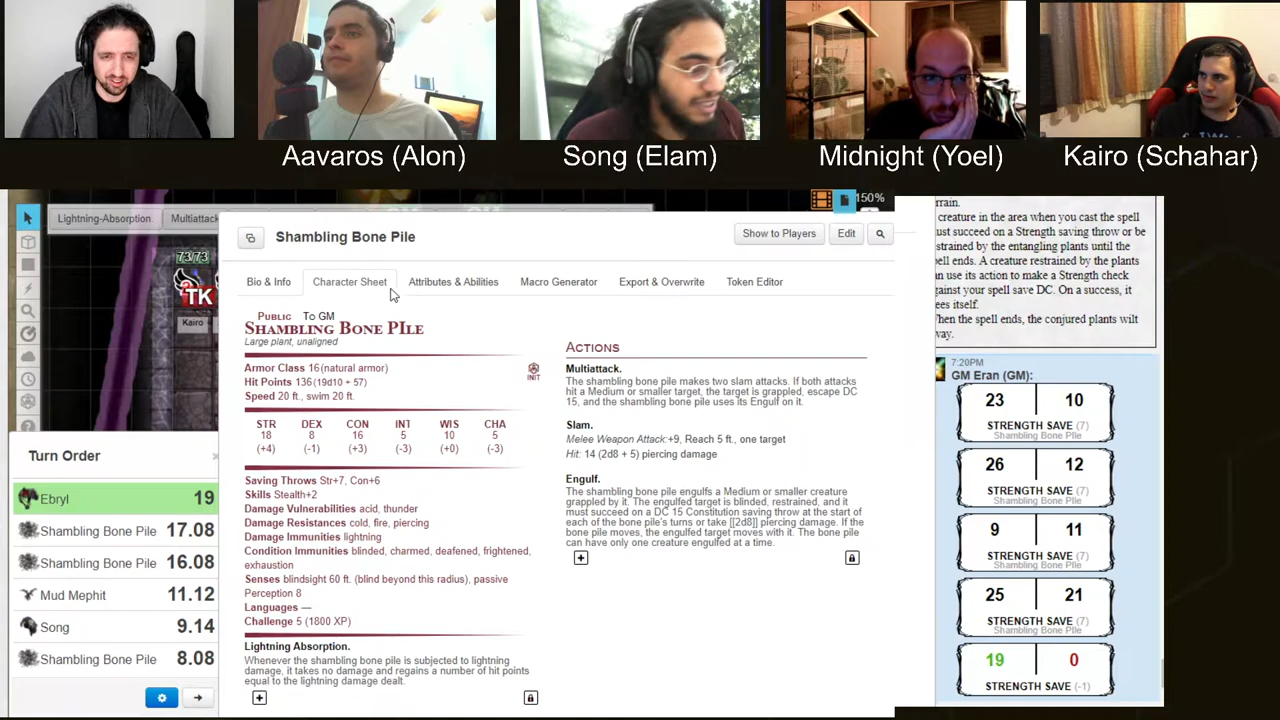 Aavaros (Alon)
Song (Elam)
Midnight (Yoel)
Kairo (Schahar)
Lightning-Absorption
Multiattack
150%
73/73
TK
Kairo
Shambling Bone Pile
Show to Players
Edit
Bio & Info
Character Sheet
Attributes & Abilities
Macro Generator
Export & Overwrite
Token Editor
PUBLIC To GM
SHAMBLING BONE PILE
Large plant, unaligned
Armor Class 16(natural armor)
Hit Points 136(19d10 + 57)
Speed 20 ft., swim 20 ft.
INIT
STR DEX CON INT WIS CHA
18 8 16 5 10 5
(+4) (-1) (+3) (-3) (+0) (-3)
Saving Throws Str+7, Con+6
Skills Stealth+2
Damage Vulnerabilities acid, thunder
Damage Resistances cold, fire, piercing
Damage Immunities lightning
Condition Immunities blinded, charmed, deafened, frightened,
exhaustion
Senses blindsight 60 ft. (blind beyond this radius), passive
Perception 8
Languages —
Challenge 5 (1800 XP)
Lightning Absorption.
Whenever the shambling bone pile is subjected to lightning
damage, it takes no damage and regains a number of hit points
equal to the lightning damage dealt.
ACTIONS
Multiattack.
The shambling bone pile makes two slam attacks. If both attacks
hit a Medium or smaller target, the target is grappled, escape DC
15, and the shambling bone pile uses its Engulf on it.
Slam.
Melee Weapon Attack:+9, Reach 5 ft., one target
Hit: 14 (2d8 + 5) piercing damage
Engulf.
The shambling bone pile engulfs a Medium or smaller creature
grappled by it. The engulfed target is blinded, restrained, and it
must succeed on a DC 15 Constitution saving throw at the start of
each of the bone pile's turns or take [[2d8]] piercing damage. If the
bone pile moves, the engulfed target moves with it. The bone pile
can have only one creature engulfed at a time.
Turn Order
Ebryl 19
Shambling Bone Pile 17.08
Shambling Bone Pile 16.08
Mud Mephit 11.12
Song 9.14
Shambling Bone Pile 8.08
rrain.
creature in the area when you cast the spell
ust succeed on a Strength saving throw or be
strained by the entangling plants until the
ell ends. A creature restrained by the plants
n use its action to make a Strength check
gainst your spell save DC. On a success, it
ees itself.
hen the spell ends, the conjured plants wilt
way.
7:20PM
GM Eran (GM):
23 10
STRENGTH SAVE (7)
Shambling Bone PIle
26 12
STRENGTH SAVE (7)
Shambling Bone PIle
9 11
STRENGTH SAVE (7)
Shambling Bone PIle
25 21
STRENGTH SAVE (7)
Shambling Bone PIle
19 0
STRENGTH SAVE (-1)